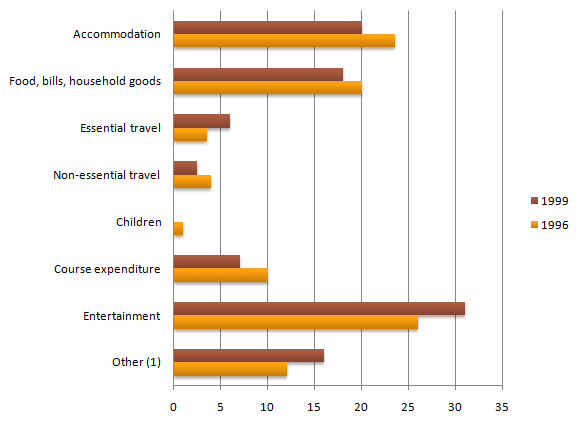 Accommodation
Food, bills, household goods
Essential travel
Non-essential travel
Children
Course expenditure
Entertainment
Other (1)
0 5 10 15 20 25 30 35
1999
1996